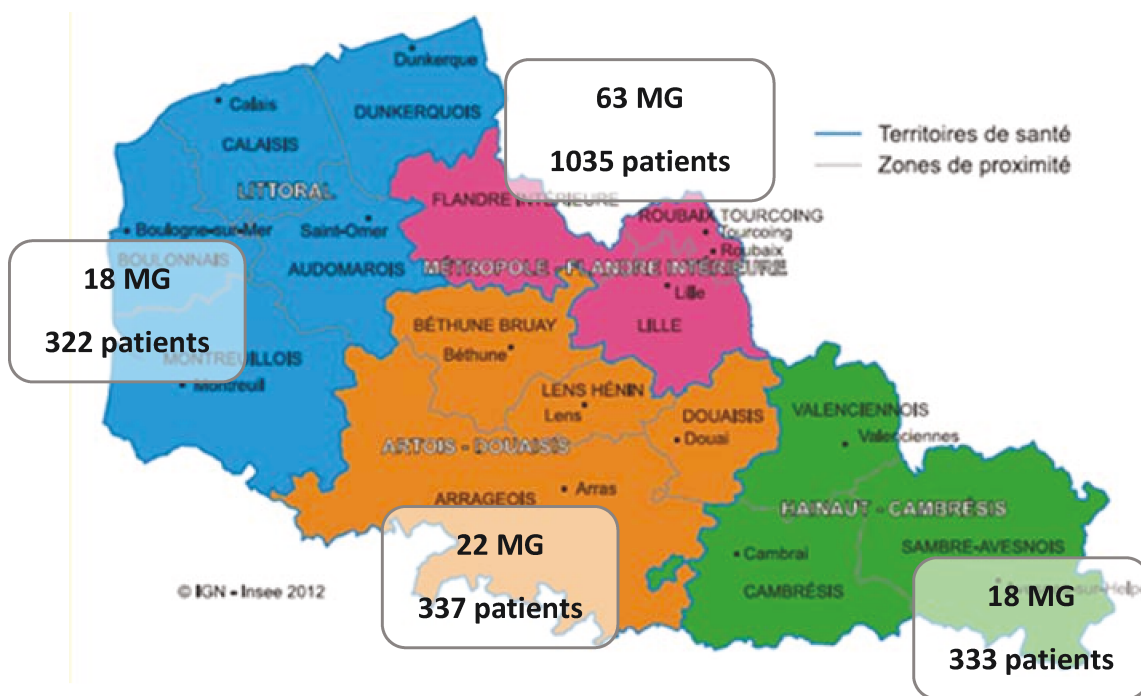 Dunkerque
63 MG
1035 patients
Calais
DUNKERQUOIS
CALAISIS
Territoires de santé
Zones de proximité
LITTORAL
FLANDRE INTÉRIEURE
ROUBAIX TOURCOING
Tourcoing
Boulogne-sur-Mer
Saint-Omer
Roubaix
BOULONNAIS
AUDOMAROIS
MÉTROPOLE - FLANDRE INTÉRIEURE
18 MG
322 patients
Lille
LILLE
BÉTHUNE BRUAY
Béthune
MONTREUILLOIS
Montreuil
LENS HÉNIN
Lens
DOUAISIS
Douai
VALENCIENNOIS
Valenciennes
ARTOIS - DOUAISIS
ARRAGEOIS
Arras
HAINAUT - CAMBRÉSIS
22 MG
337 patients
Cambrai
SAMBRE-AVESNOIS
CAMBRÉSIS
© IGN - Insee 2012
18 MG
333 patients